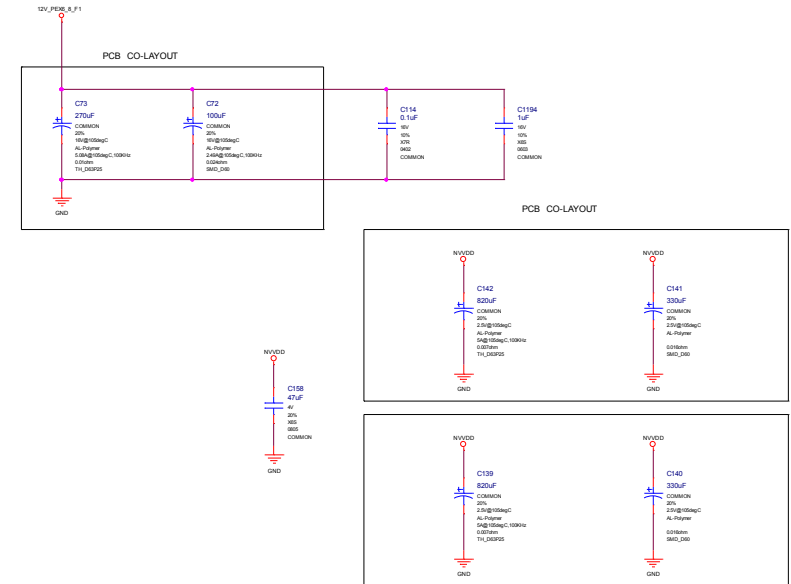 12V_PEX6_8_F1
PCB CO-LAYOUT
C73
270uF
COMMON
20%
16V@105degC
AL-Polymer
5.08A@105degC,100KHz
0.01ohm
TH_D63P25
C72
100uF
COMMON
20%
16V@105degC
AL-Polymer
2.49A@105degC,100KHz
0.024ohm
SMD_D60
C114
0.1uF
16V
10%
X7R
0402
COMMON
C1194
1uF
16V
10%
X6S
0603
COMMON
GND
PCB CO-LAYOUT
NVVDD
C142
820uF
COMMON
20%
2.5V@105degC
AL-Polymer
5A@105degC,100KHz
0.007ohm
TH_D63P25
GND
NVVDD
C141
330uF
COMMON
20%
2.5V@105degC
AL-Polymer
0.016ohm
SMD_D60
GND
NVVDD
C158
47uF
4V
20%
X6S
0805
COMMON
GND
NVVDD
C139
820uF
COMMON
20%
2.5V@105degC
AL-Polymer
5A@105degC,100KHz
0.007ohm
TH_D63P25
GND
NVVDD
C140
330uF
COMMON
20%
2.5V@105degC
AL-Polymer
0.016ohm
SMD_D60
GND